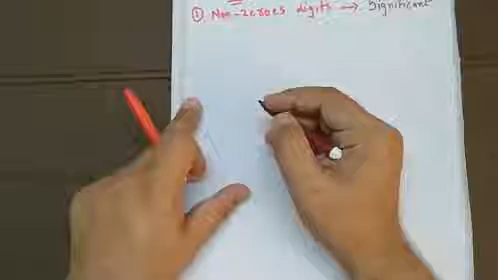 ① Non-zeroes digits → Significant